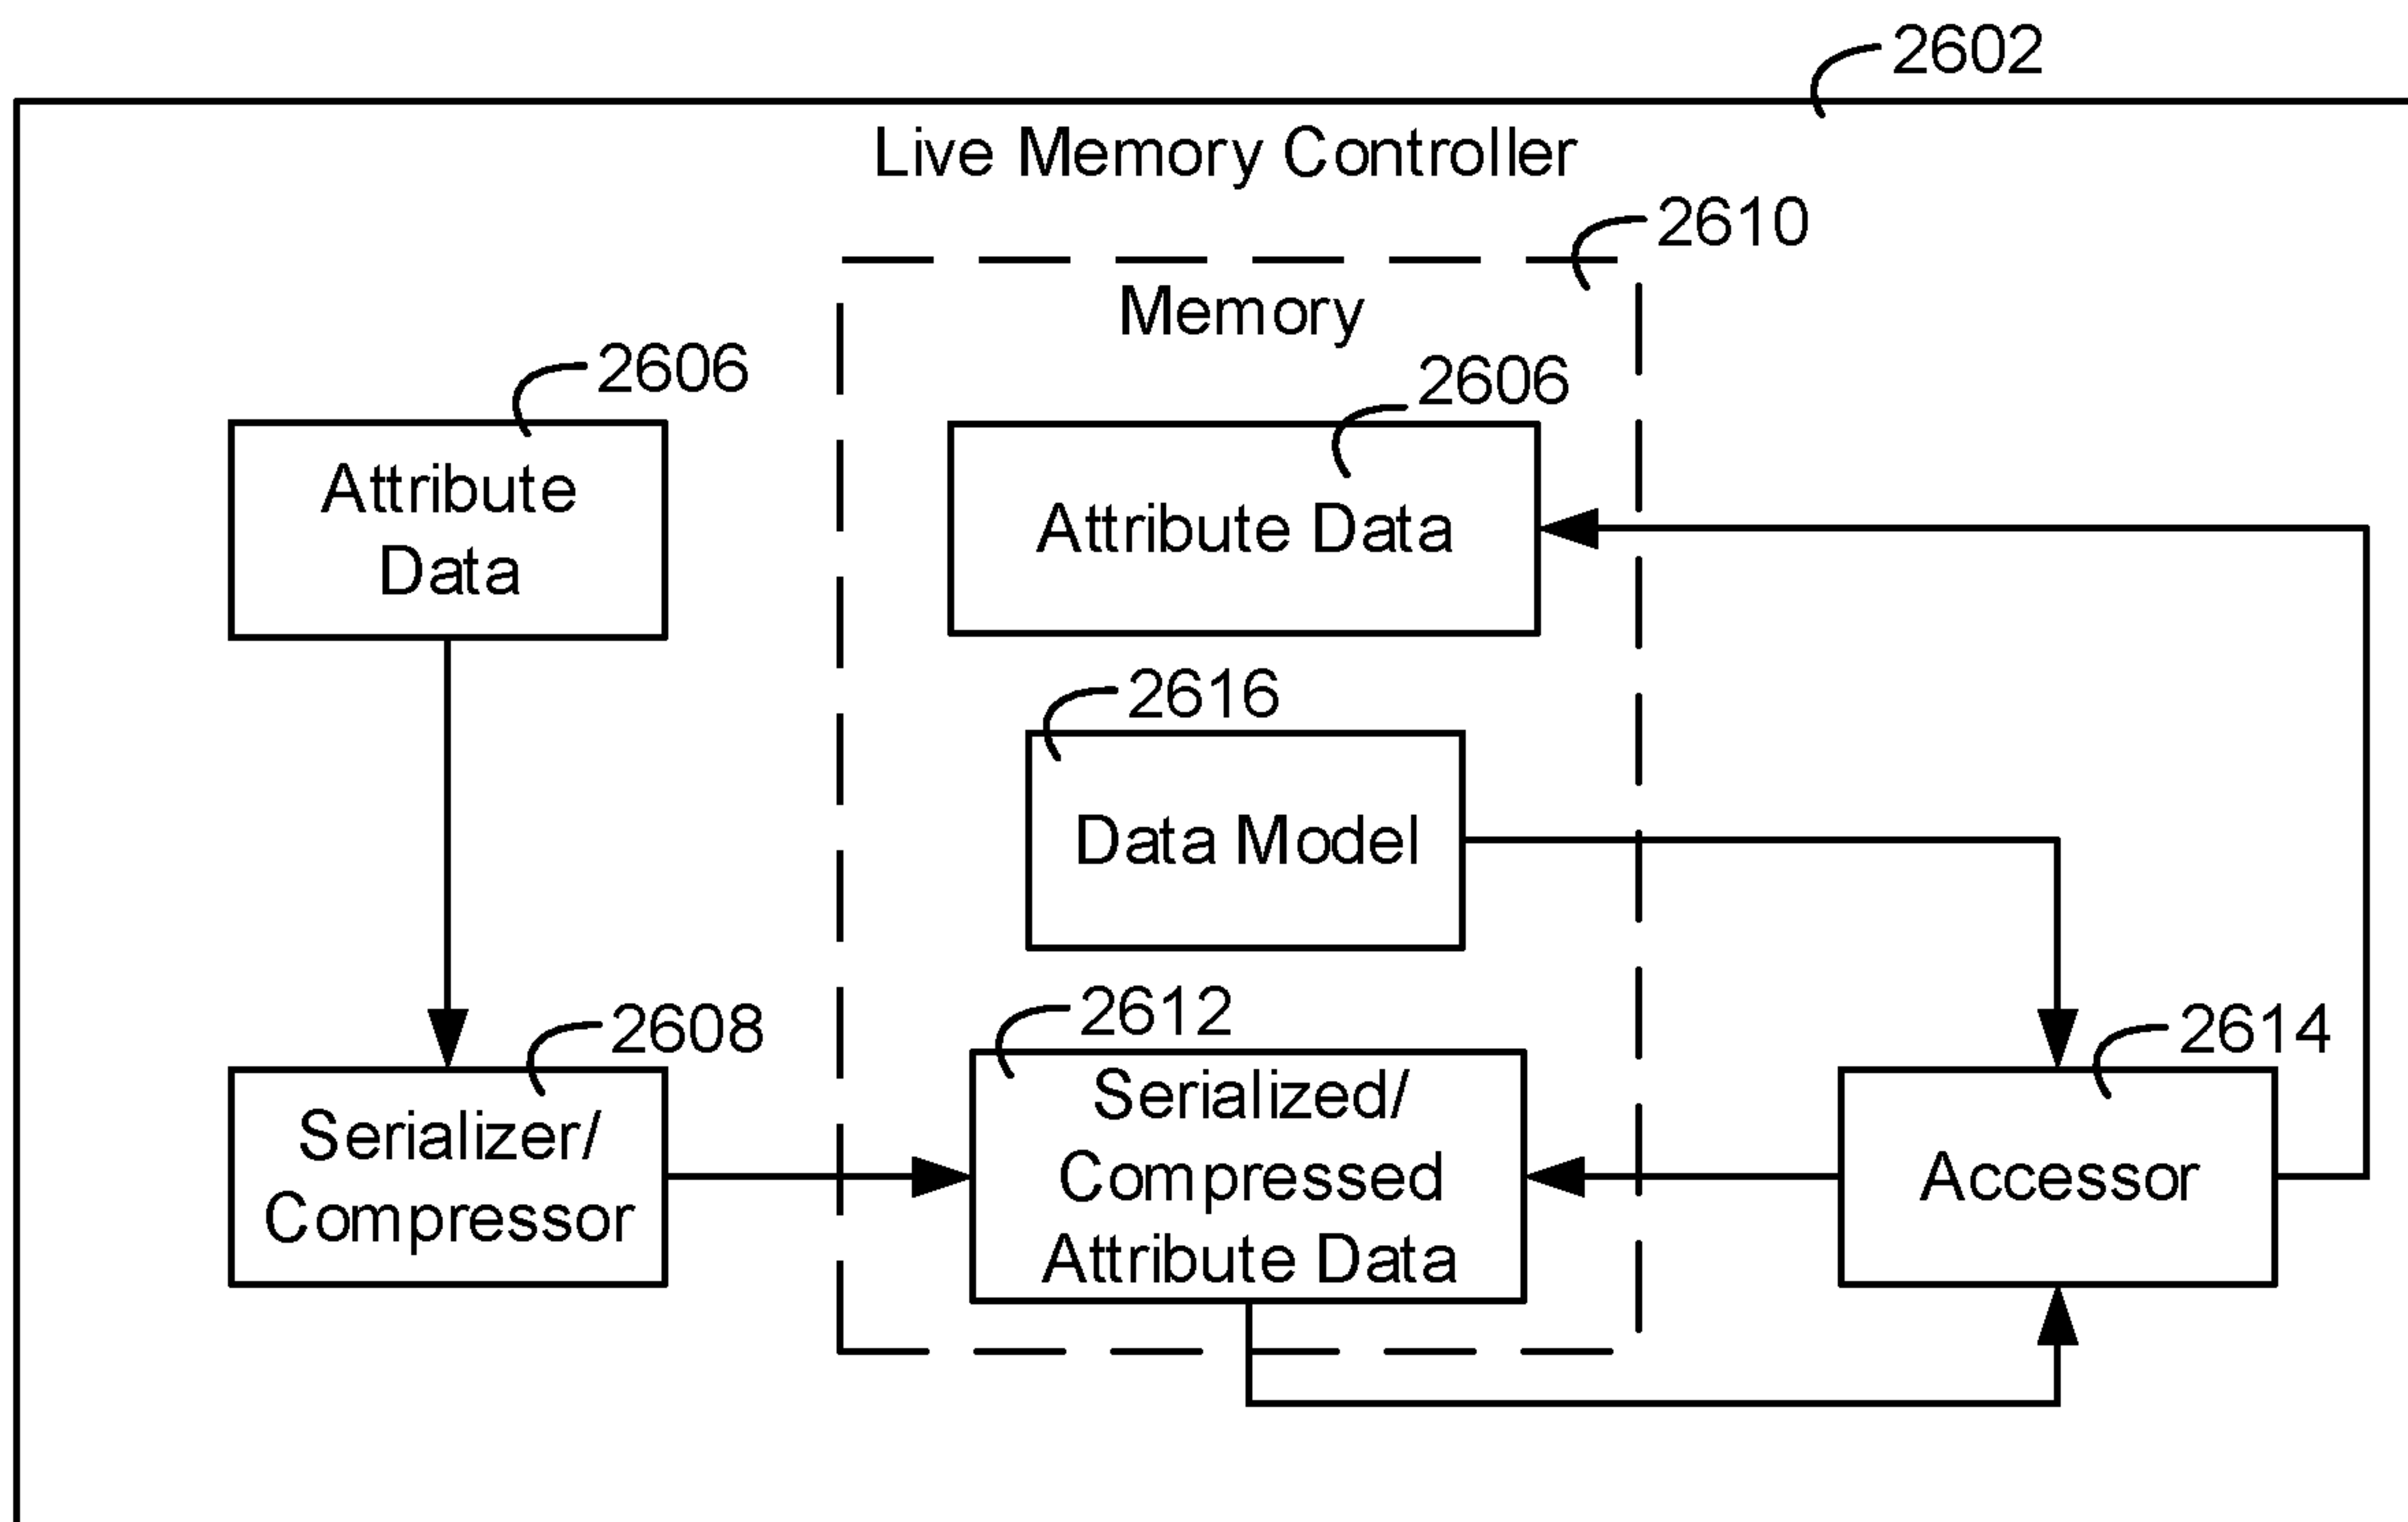 2602
Live Memory Controller
2610
Memory
2606
Attribute
Data
2606
Attribute Data
2616
Data Model
2608
Serializer/
Compressor
2612
Serialized/
Compressed
Attribute Data
2614
Accessor